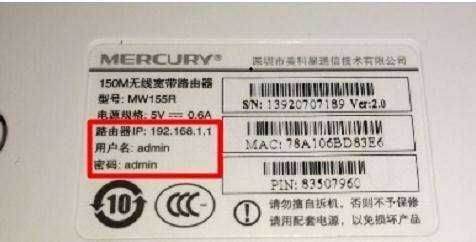 MERCURY® 深圳市美科星通信技术有限公司
150M无线宽带路由器
型号: MW155R
电源规格: 5V ⎓ 0.6A
路由器IP: 192.168.1.1
用户名: admin
密码: admin
SN: 13920707189 Ver:2.0
MAC: 78A106BD83E6
PIN: 83507960
10
CCC
请勿擅自拆机, 否则不予保修
请用配套电源, 以免损坏产品